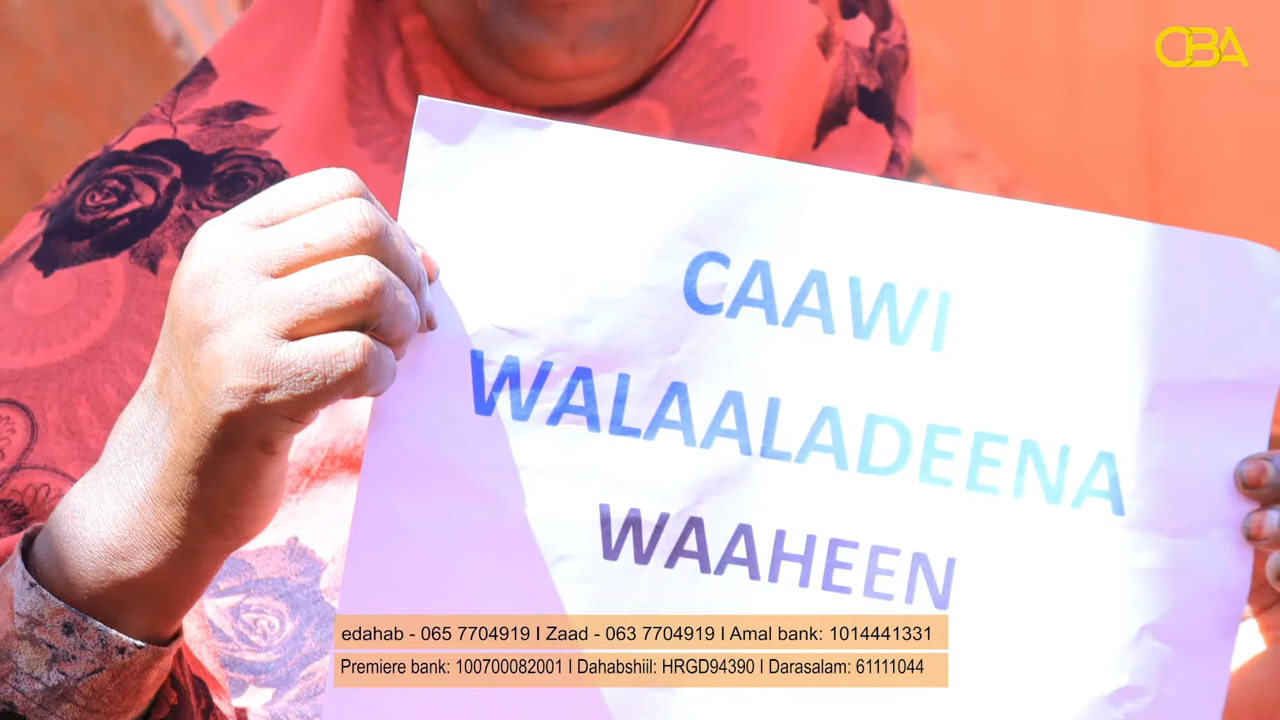 OBA
CAAWI
WALAALADEENA
WAAHEEN
edahab - 065 7704919 I Zaad - 063 7704919 I Amal bank: 1014441331
Premiere bank: 100700082001 I Dahabshiil: HRGD94390 I Darasalam: 61111044